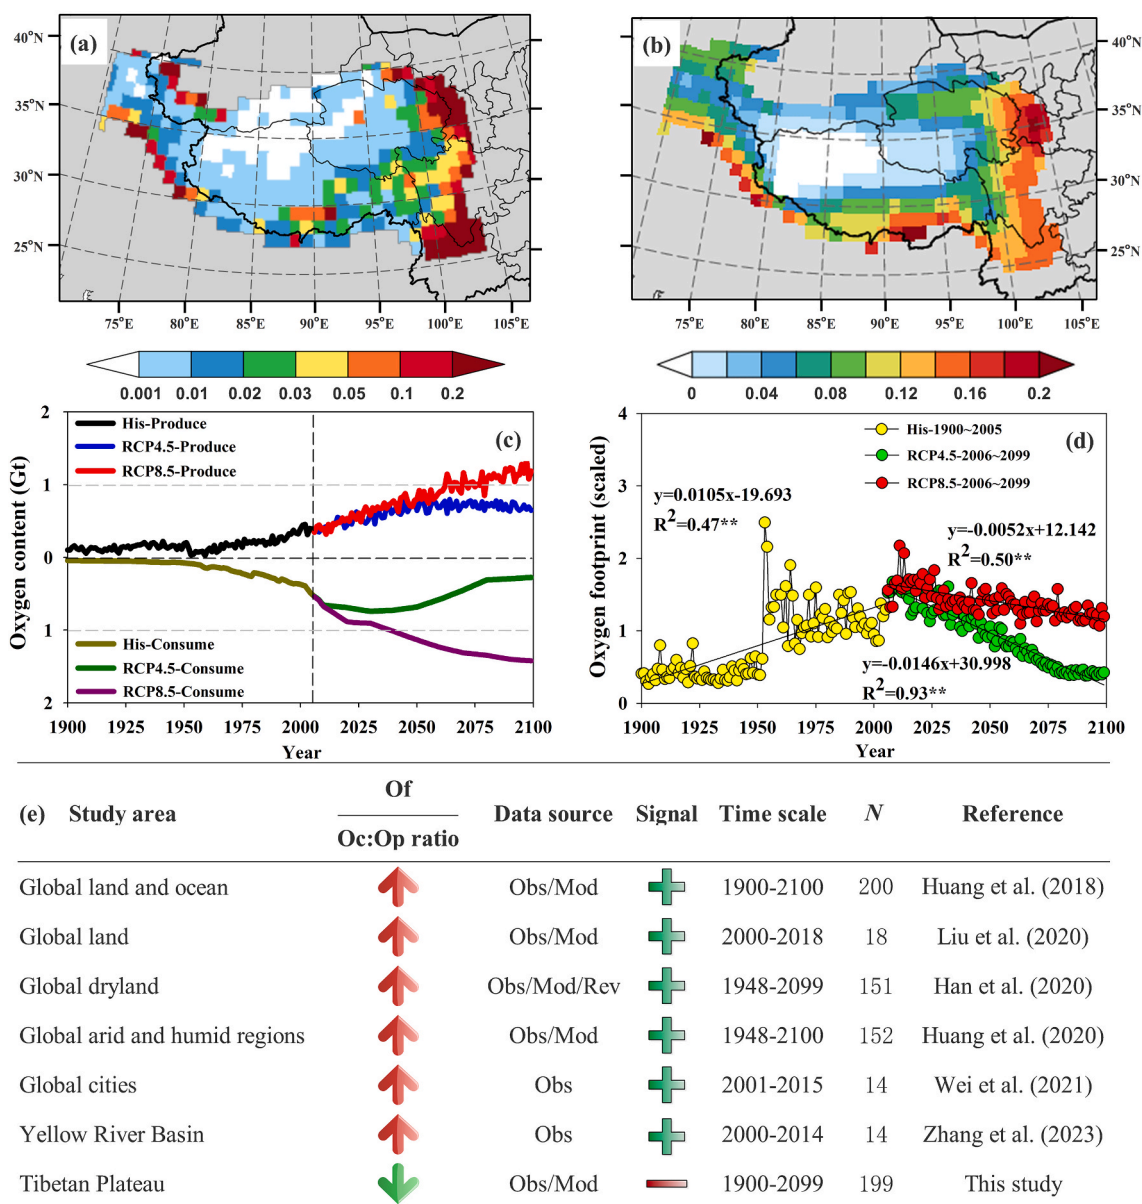 (a)
40°N
35°N
30°N
25°N
75°E 80°E 85°E 90°E 95°E 100°E 105°E
0.001 0.01 0.02 0.03 0.05 0.1 0.2
(b)
40°N
35°N
30°N
25°N
75°E 80°E 85°E 90°E 95°E 100°E 105°E
0 0.04 0.08 0.12 0.16 0.2
(c)
Oxygen content (Gt)
2
1
0
1
2
His-Produce
RCP4.5-Produce
RCP8.5-Produce
His-Consume
RCP4.5-Consume
RCP8.5-Consume
1900 1925 1950 1975 2000 2025 2050 2075 2100
Year
(d)
Oxygen footprint (scaled)
4
3
2
1
0
His-1900~2005
RCP4.5-2006~2099
RCP8.5-2006~2099
y=0.0105x-19.693
R²=0.47**
y=-0.0052x+12.142
R²=0.50**
y=-0.0146x+30.998
R²=0.93**
1900 1925 1950 1975 2000 2025 2050 2075 2100
Year
(e) Study area Of Oc:Op ratio Data source Signal Time scale N Reference
Global land and ocean Obs/Mod 1900-2100 200 Huang et al. (2018)
Global land Obs/Mod 2000-2018 18 Liu et al. (2020)
Global dryland Obs/Mod/Rev 1948-2099 151 Han et al. (2020)
Global arid and humid regions Obs/Mod 1948-2100 152 Huang et al. (2020)
Global cities Obs 2001-2015 14 Wei et al. (2021)
Yellow River Basin Obs 2000-2014 14 Zhang et al. (2023)
Tibetan Plateau Obs/Mod 1900-2099 199 This study